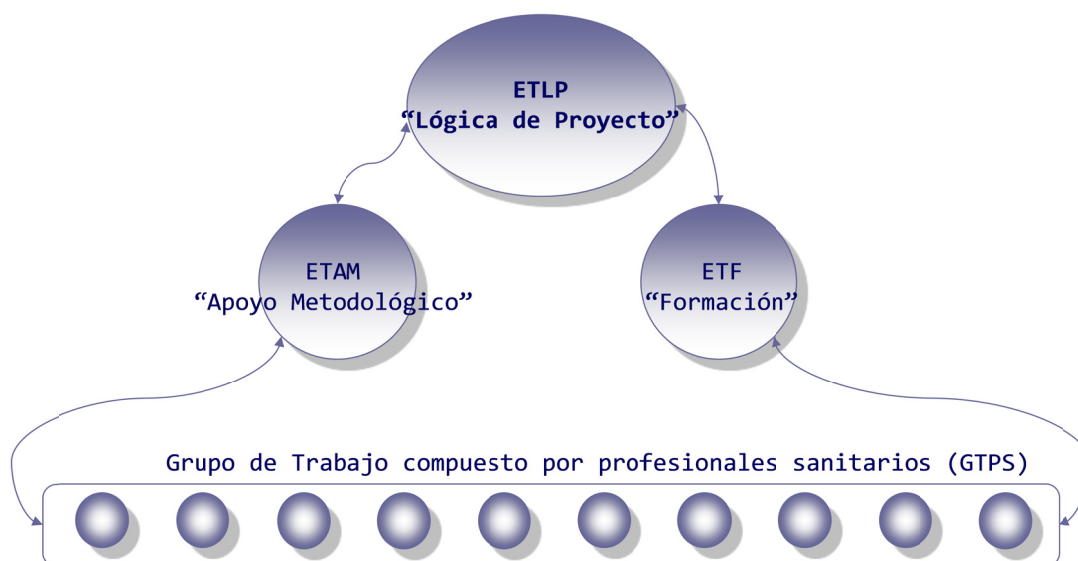 ETLP
“Lógica de Proyecto”
ETAM
“Apoyo Metodológico”
ETF
“Formación”
Grupo de Trabajo compuesto por profesionales sanitarios (GTPS)